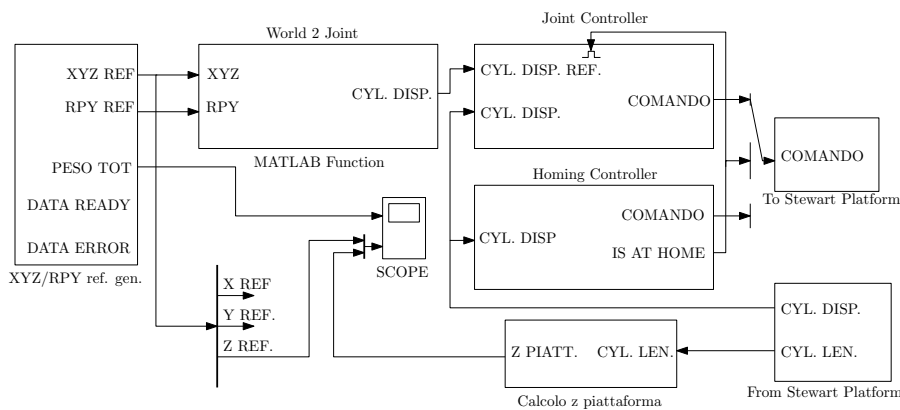 Joint Controller
World 2 Joint
XYZ REF
RPY REF
PESO TOT
DATA READY
DATA ERROR
XYZ/RPY ref. gen.
XYZ
RPY
CYL. DISP.
MATLAB Function
CYL. DISP. REF.
CYL. DISP.
COMANDO
COMANDO
To Stewart Platform
Homing Controller
COMANDO
CYL. DISP
IS AT HOME
SCOPE
X REF
Y REF.
Z REF.
Z PIATT.
CYL. LEN.
Calcolo z piattaforma
CYL. DISP.
CYL. LEN.
From Stewart Platform